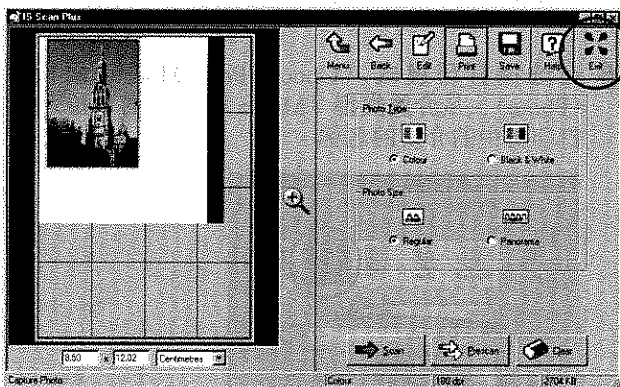 IS Scan Plus
Menu Back Edit Print Save Help Exit
Photo Type
Colour Black & White
Photo Size
Regular Panorama
8.50 x 12.02 Centimetres
Scan Prescan Clear
Capture Photo Colour 180 dpi 2704 KB